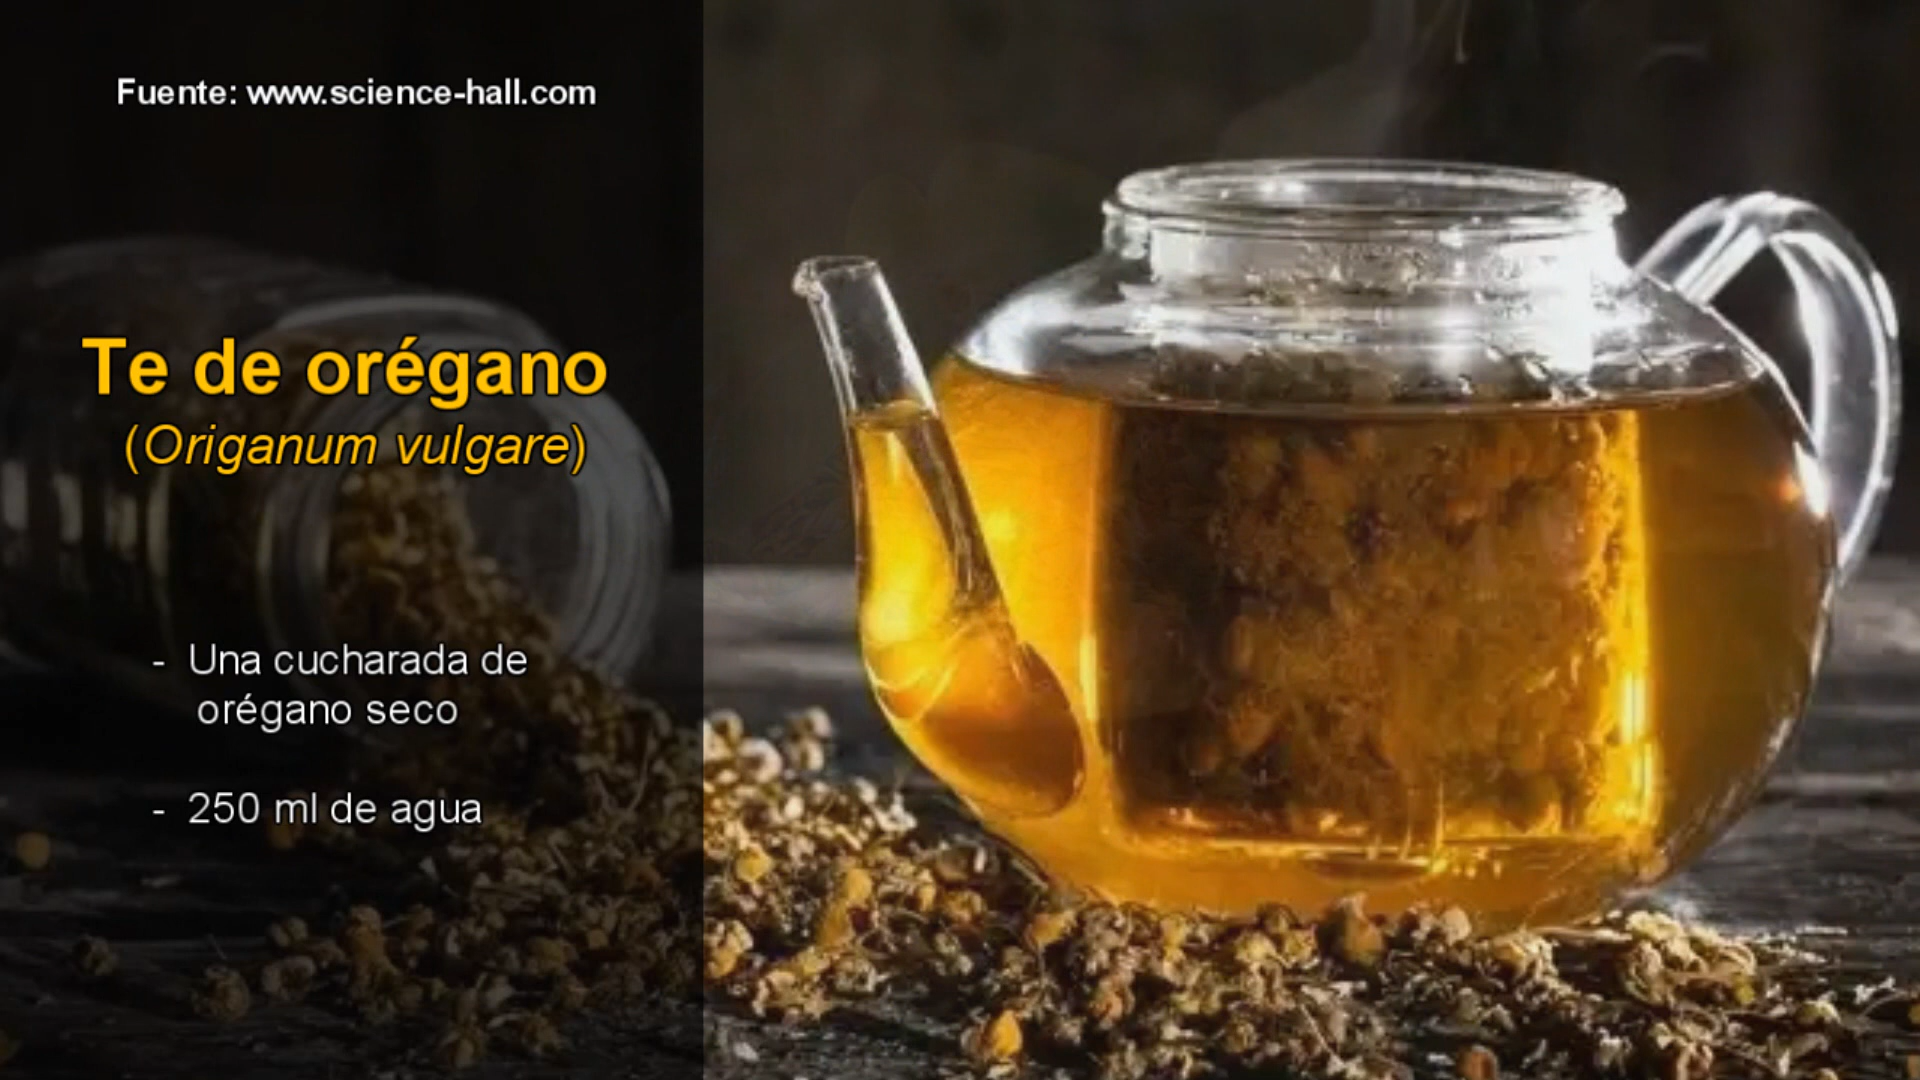 Fuente: www.science-hall.com
Te de orégano
(Origanum vulgare)
- Una cucharada de
orégano seco
- 250 ml de agua